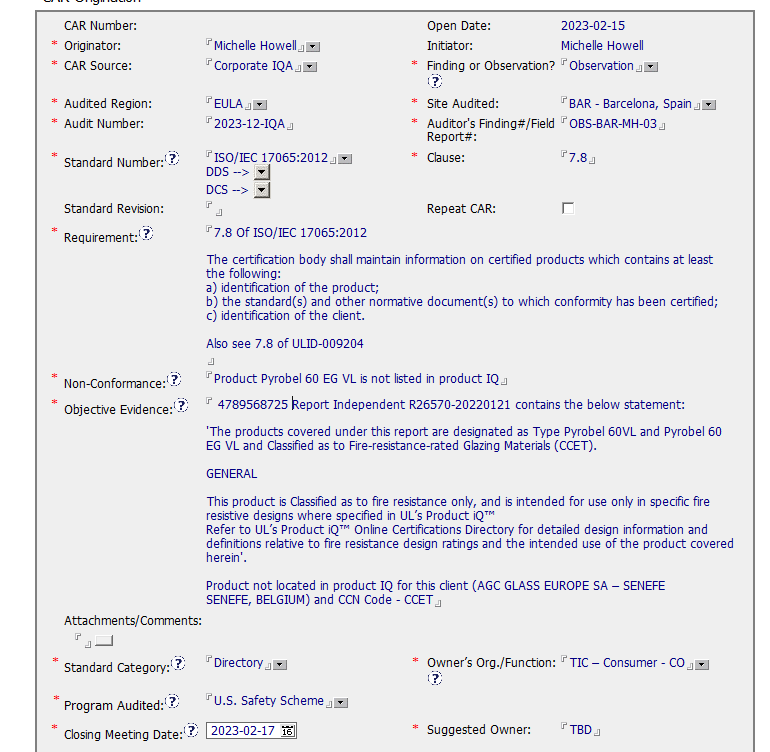 CAR Number: Open Date: 2023-02-15
* Originator: Michelle Howell Initiator: Michelle Howell
* CAR Source: Corporate IQA * Finding or Observation? Observation
?
* Audited Region: EULA * Site Audited: BAR - Barcelona, Spain
* Audit Number: 2023-12-IQA * Auditor's Finding#/Field Report#: OBS-BAR-MH-03
* Standard Number: ? ISO/IEC 17065:2012 * Clause: 7.8
DDS -->
DCS -->
Standard Revision: Repeat CAR:
* Requirement: ? 7.8 Of ISO/IEC 17065:2012
The certification body shall maintain information on certified products which contains at least
the following:
a) identification of the product;
b) the standard(s) and other normative document(s) to which conformity has been certified;
c) identification of the client.
Also see 7.8 of ULID-009204
* Non-Conformance: ? Product Pyrobel 60 EG VL is not listed in product IQ
* Objective Evidence: ? 4789568725 Report Independent R26570-20220121 contains the below statement:
'The products covered under this report are designated as Type Pyrobel 60VL and Pyrobel 60
EG VL and Classified as to Fire-resistance-rated Glazing Materials (CCET).
GENERAL
This product is Classified as to fire resistance only, and is intended for use only in specific fire
resistive designs where specified in UL's Product iQ™
Refer to UL's Product iQ™ Online Certifications Directory for detailed design information and
definitions relative to fire resistance design ratings and the intended use of the product covered
herein'.
Product not located in product IQ for this client (AGC GLASS EUROPE SA – SENEFE
SENEFE, BELGIUM) and CCN Code - CCET
Attachments/Comments:
* Standard Category: ? Directory * Owner's Org./Function: TIC – Consumer - CO
?
* Program Audited: ? U.S. Safety Scheme
* Closing Meeting Date: ? 2023-02-17 16 * Suggested Owner: TBD